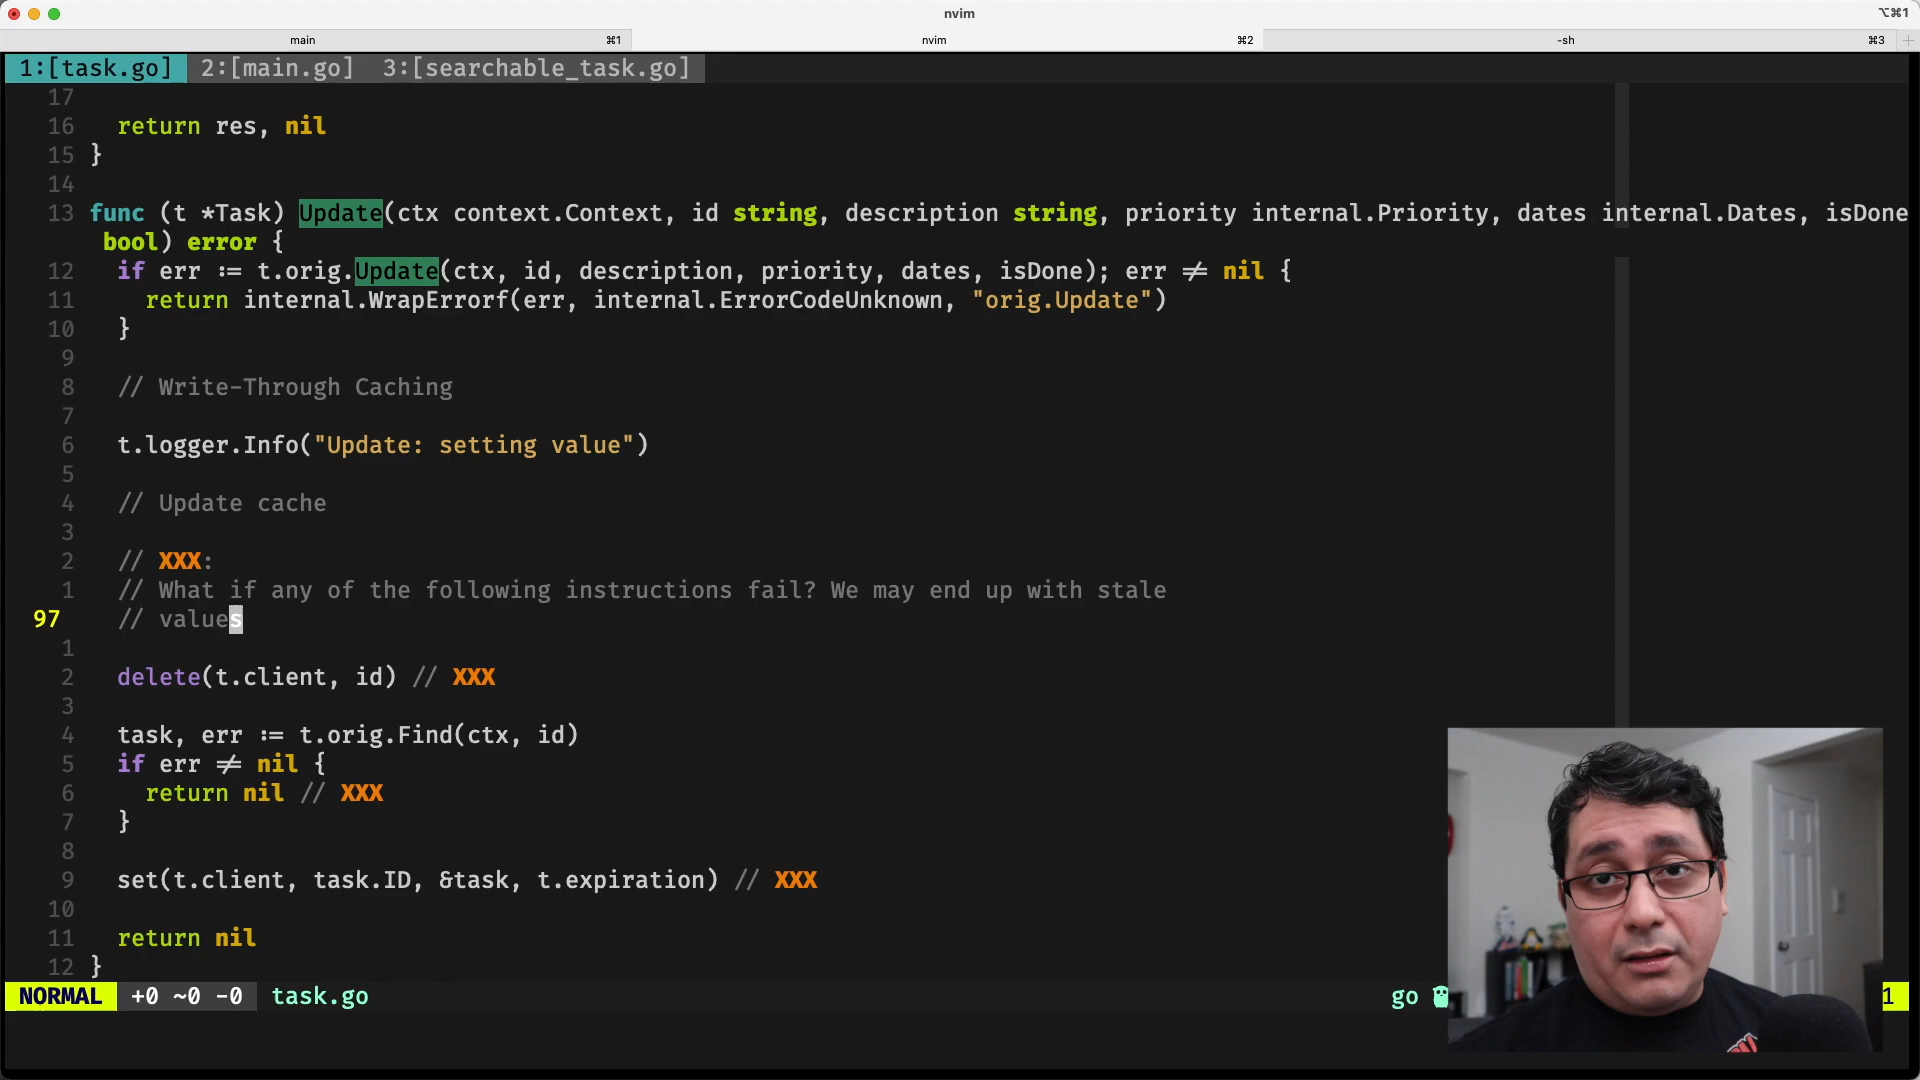 nvim
⌥⌘1
main ⌘1 nvim ⌘2 -sh ⌘3 +
1:[task.go] 2:[main.go] 3:[searchable_task.go]
17
16 return res, nil
15 }
14
13 func (t *Task) Update(ctx context.Context, id string, description string, priority internal.Priority, dates internal.Dates, isDone
bool) error {
12 if err := t.orig.Update(ctx, id, description, priority, dates, isDone); err != nil {
11 return internal.WrapErrorf(err, internal.ErrorCodeUnknown, "orig.Update")
10 }
9
8 // Write-Through Caching
7
6 t.logger.Info("Update: setting value")
5
4 // Update cache
3
2 // XXX:
1 // What if any of the following instructions fail? We may end up with stale
97 // values
1
2 delete(t.client, id) // XXX
3
4 task, err := t.orig.Find(ctx, id)
5 if err != nil {
6 return nil // XXX
7 }
8
9 set(t.client, task.ID, &task, t.expiration) // XXX
10
11 return nil
12 }
NORMAL +0 ~0 -0 task.go go 1